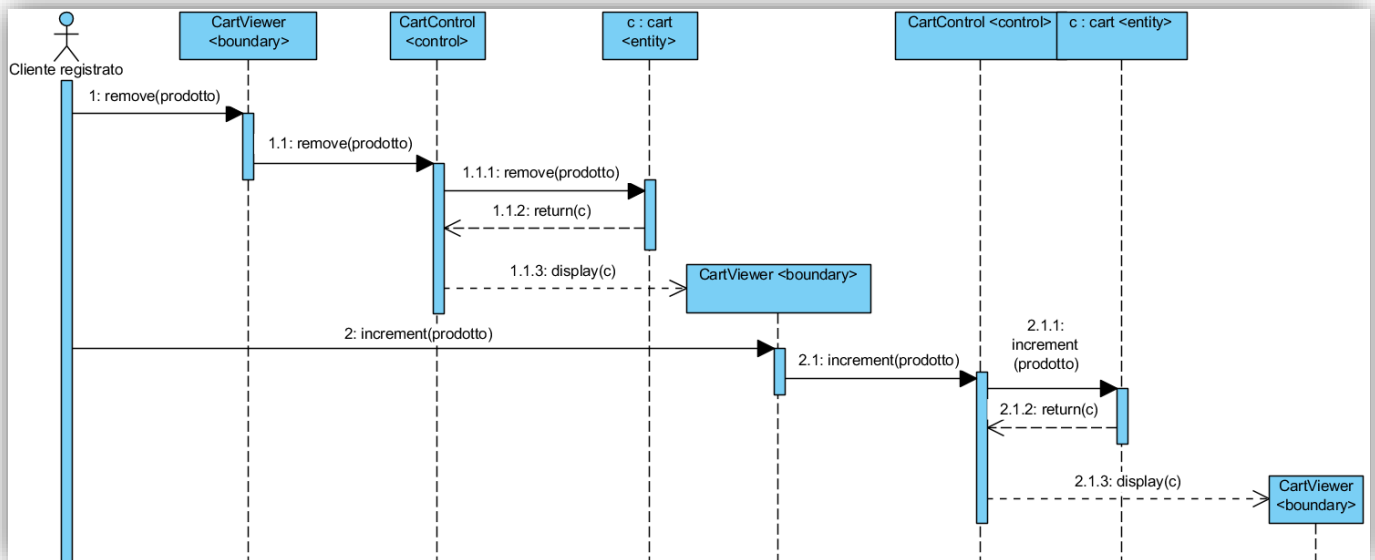 CartViewer
<boundary>
CartControl
<control>
c : cart
<entity>
CartControl <control>
c : cart <entity>
Cliente registrato
1: remove(prodotto)
1.1: remove(prodotto)
1.1.1: remove(prodotto)
1.1.2: return(c)
1.1.3: display(c)
CartViewer <boundary>
2: increment(prodotto)
2.1: increment(prodotto)
2.1.1:
increment
(prodotto)
2.1.2: return(c)
2.1.3: display(c)
CartViewer
<boundary>